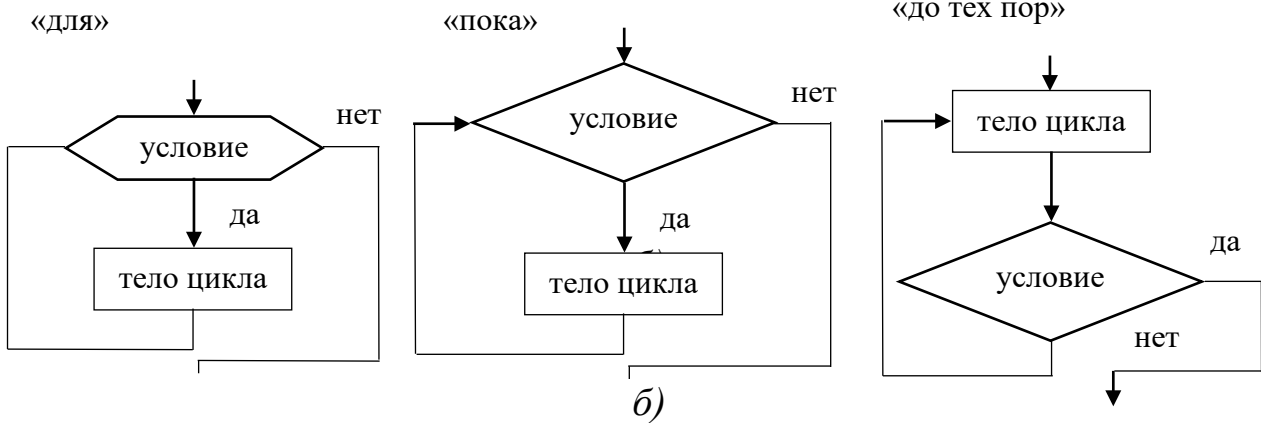 «для»
условие
нет
да
тело цикла
«пока»
условие
нет
да
тело цикла
«до тех пор»
тело цикла
условие
да
нет
б)